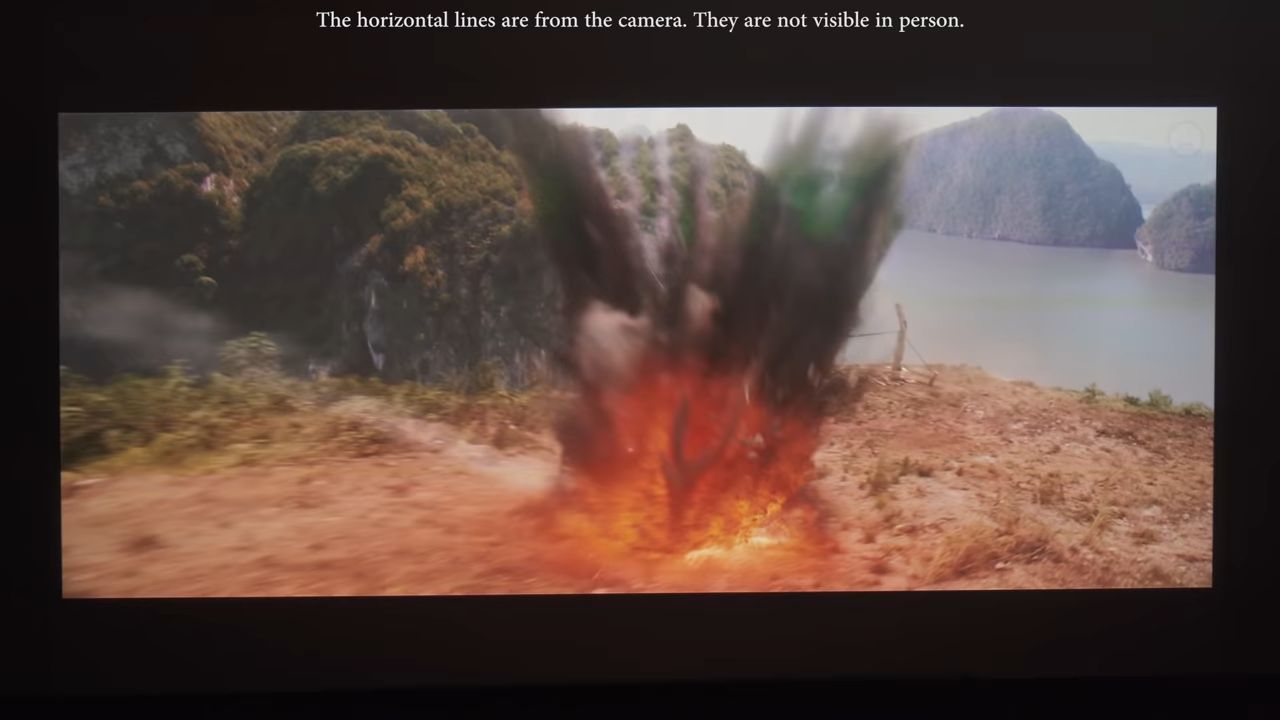 The horizontal lines are from the camera. They are not visible in person.